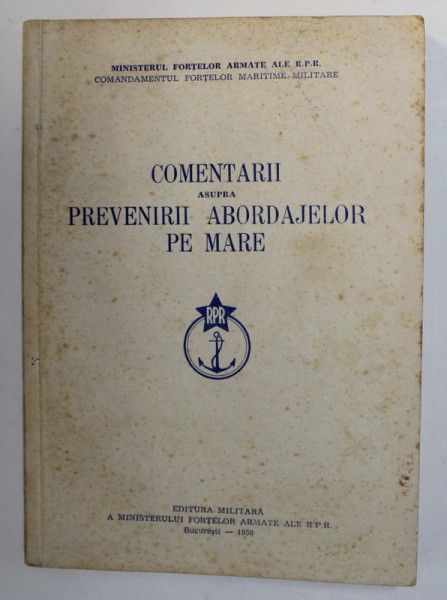 MINISTERUL FORȚELOR ARMATE ALE R.P.R.
COMANDAMENTUL FORȚELOR MARITIME MILITARE
COMENTARII
ASUPRA
PREVENIRII ABORDAJELOR
PE MARE
RPR
EDITURA MILITARĂ
A MINISTERULUI FORȚELOR ARMATE ALE R.P.R.
București —